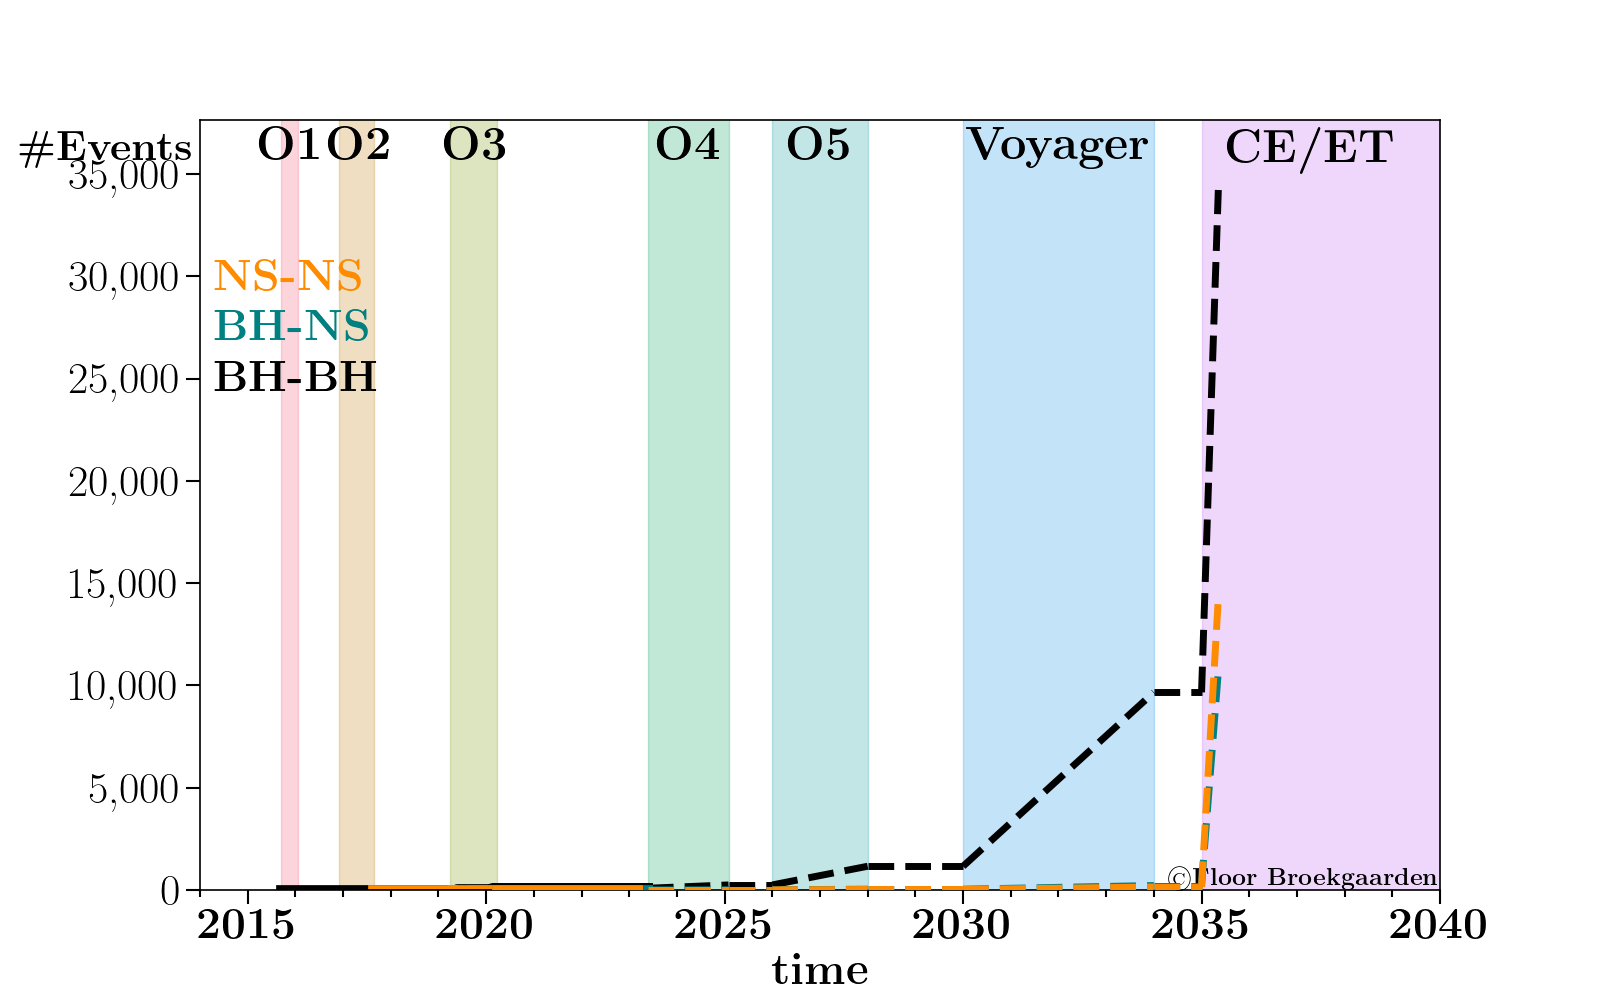 #Events
O1 O2 O3 O4 O5 Voyager CE/ET
35,000
30,000
25,000
20,000
15,000
10,000
5,000
0
NS-NS
BH-NS
BH-BH
©Floor Broekgaarden
2015 2020 2025 2030 2035 2040
time